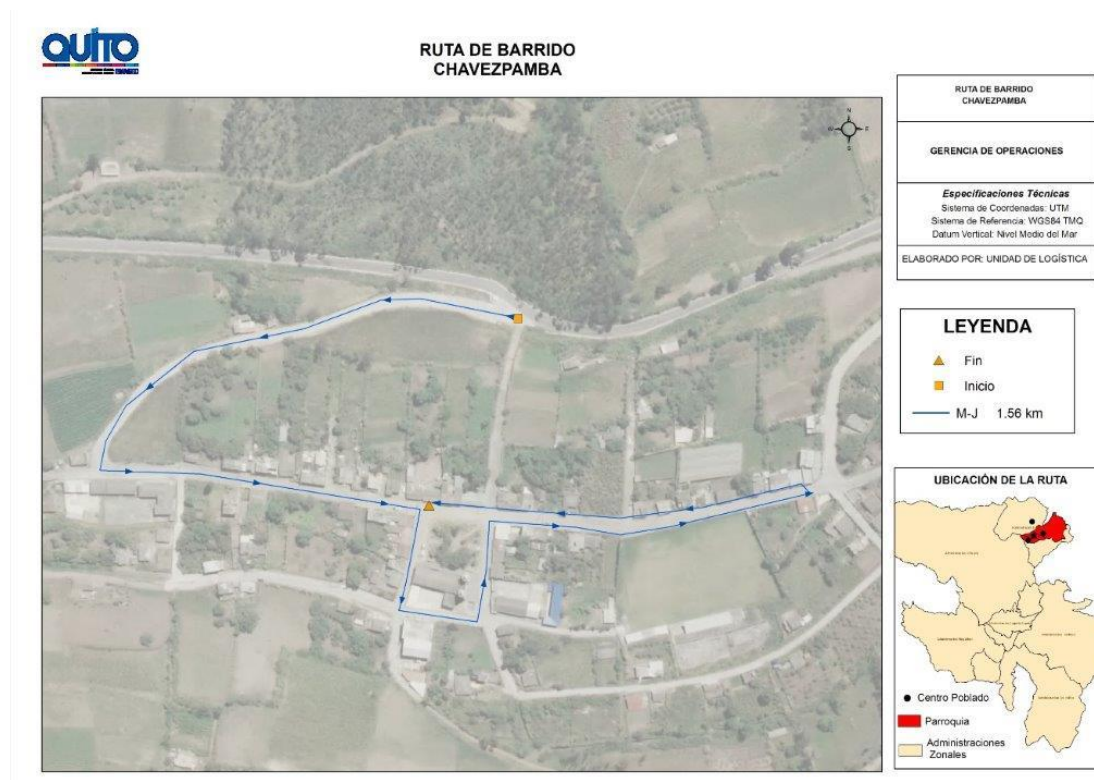 QUITO
RUTA DE BARRIDO
CHAVEZPAMBA
N
E
S
RUTA DE BARRIDO
CHAVEZPAMBA
GERENCIA DE OPERACIONES
Especificaciones Técnicas
Sistema de Coordenadas: UTM
Sistema de Referencia: WGS84 TMQ
Datum Vertical: Nivel Medio del Mar
ELABORADO POR: UNIDAD DE LOGÍSTICA
LEYENDA
Fin
Inicio
M-J 1.56 km
UBICACIÓN DE LA RUTA
Centro Poblado
Parroquia
Administraciones
Zonales